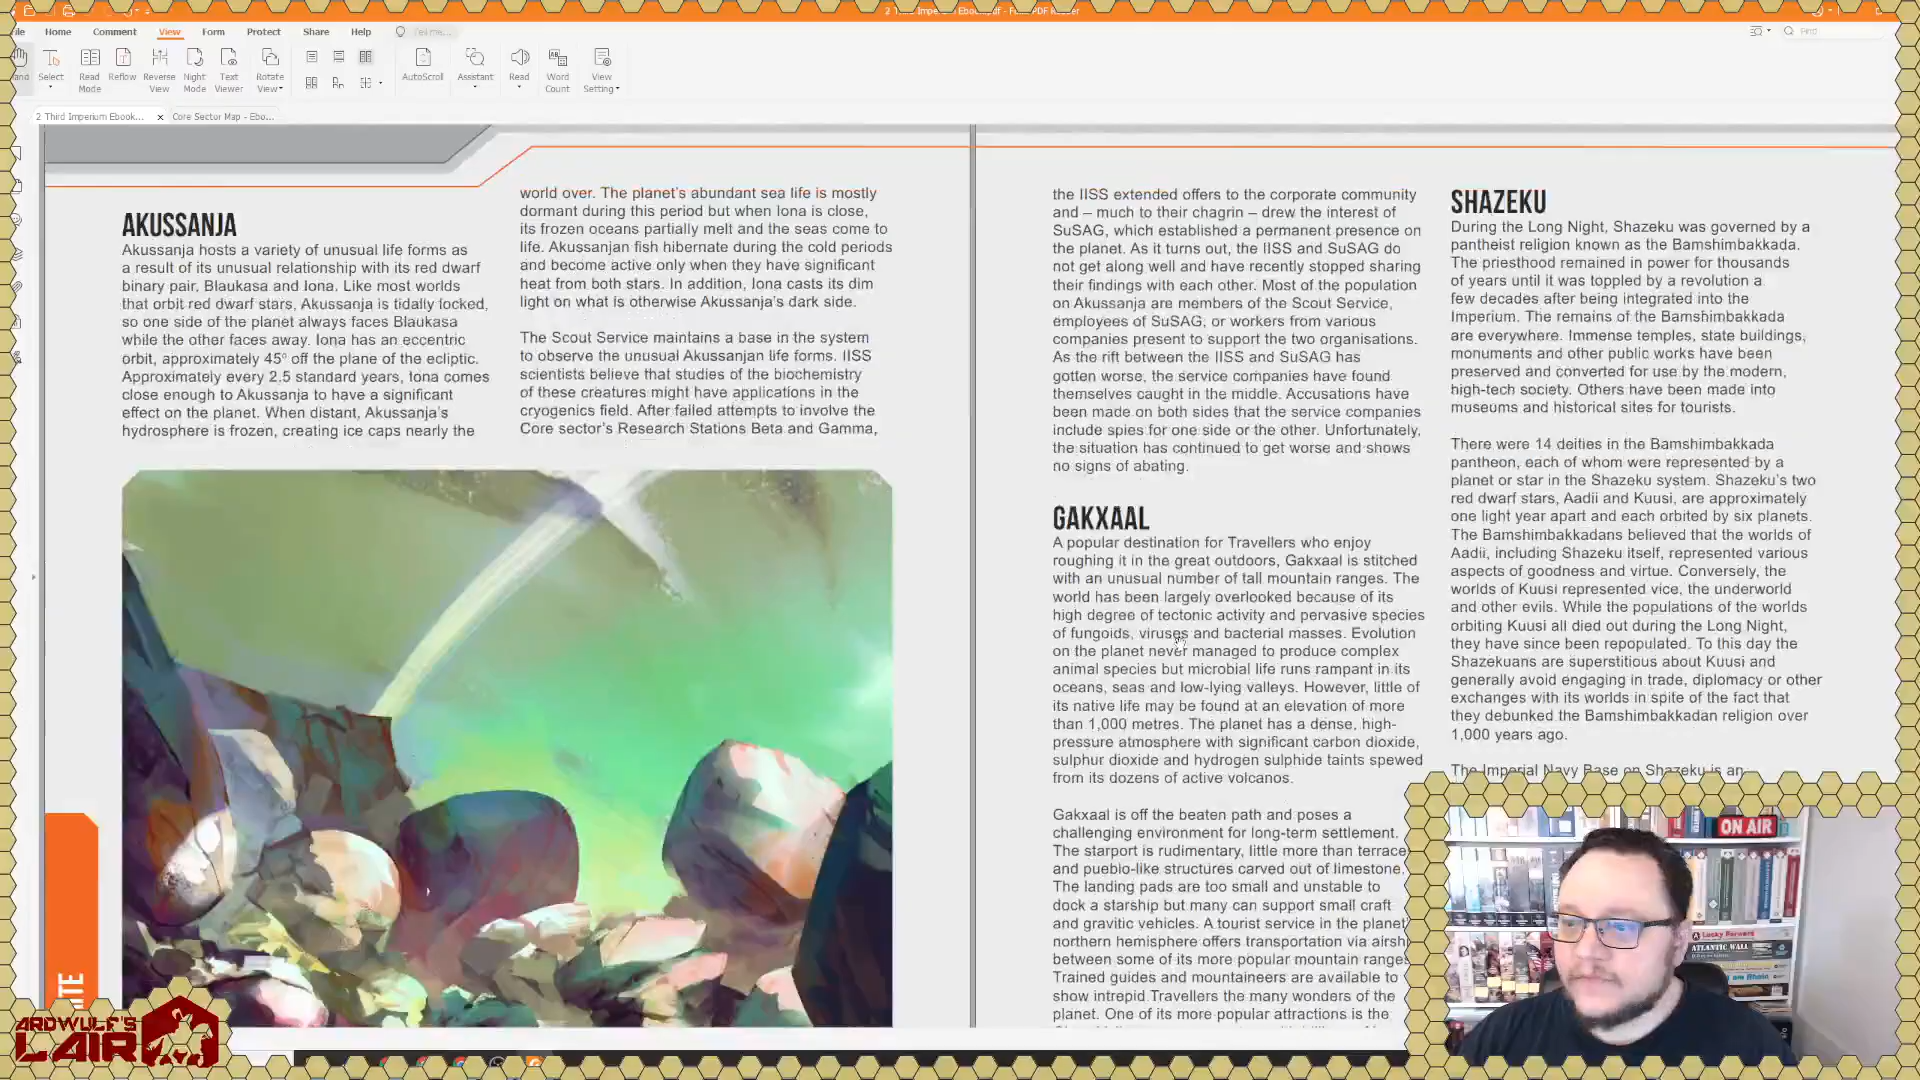 2 Third Imperium Ebook.pdf - Foxit PDF Reader
Home
Comment
View
Form
Protect
Share
Help
Tell me...
Find
Select
Read Mode
Reflow
Reverse View
Night Mode
Text Viewer
Rotate View
AutoScroll
Assistant
Read
Word Count
View Setting
2 Third Imperium Ebook...
Core Sector Map - Ebo...
AKUSSANJA
Akussanja hosts a variety of unusual life forms as
a result of its unusual relationship with its red dwarf
binary pair, Blaukasa and Iona. Like most worlds
that orbit red dwarf stars, Akussanja is tidally locked,
so one side of the planet always faces Blaukasa
while the other faces away. Iona has an eccentric
orbit, approximately 45° off the plane of the ecliptic.
Approximately every 2.5 standard years, Iona comes
close enough to Akussanja to have a significant
effect on the planet. When distant, Akussanja's
hydrosphere is frozen, creating ice caps nearly the
world over. The planet's abundant sea life is mostly
dormant during this period but when Iona is close,
its frozen oceans partially melt and the seas come to
life. Akussanjan fish hibernate during the cold periods
and become active only when they have significant
heat from both stars. In addition, Iona casts its dim
light on what is otherwise Akussanja's dark side.
The Scout Service maintains a base in the system
to observe the unusual Akussanjan life forms. IISS
scientists believe that studies of the biochemistry
of these creatures might have applications in the
cryogenics field. After failed attempts to involve the
Core sector's Research Stations Beta and Gamma,
the IISS extended offers to the corporate community
and – much to their chagrin – drew the interest of
SuSAG, which established a permanent presence on
the planet. As it turns out, the IISS and SuSAG do
not get along well and have recently stopped sharing
their findings with each other. Most of the population
on Akussanja are members of the Scout Service,
employees of SuSAG, or workers from various
companies present to support the two organisations.
As the rift between the IISS and SuSAG has
gotten worse, the service companies have found
themselves caught in the middle. Accusations have
been made on both sides that the service companies
include spies for one side or the other. Unfortunately,
the situation has continued to get worse and shows
no signs of abating.
GAKXAAL
A popular destination for Travellers who enjoy
roughing it in the great outdoors, Gakxaal is stitched
with an unusual number of tall mountain ranges. The
world has been largely overlooked because of its
high degree of tectonic activity and pervasive species
of fungoids, viruses and bacterial masses. Evolution
on the planet never managed to produce complex
animal species but microbial life runs rampant in its
oceans, seas and low-lying valleys. However, little of
its native life may be found at an elevation of more
than 1,000 metres. The planet has a dense, high-
pressure atmosphere with significant carbon dioxide,
sulphur dioxide and hydrogen sulphide taints spewed
from its dozens of active volcanos.
Gakxaal is off the beaten path and poses a
challenging environment for long-term settlement.
The starport is rudimentary, little more than terrace
and pueblo-like structures carved out of limestone.
The landing pads are too small and unstable to
dock a starship but many can support small craft
and gravitic vehicles. A tourist service in the planet'
northern hemisphere offers transportation via airsh
between some of its more popular mountain ranges
Trained guides and mountaineers are available to
show intrepid Travellers the many wonders of the
planet. One of its more popular attractions is the
SHAZEKU
During the Long Night, Shazeku was governed by a
pantheist religion known as the Bamshimbakkada.
The priesthood remained in power for thousands
of years until it was toppled by a revolution a
few decades after being integrated into the
Imperium. The remains of the Bamshimbakkada
are everywhere. Immense temples, state buildings,
monuments and other public works have been
preserved and converted for use by the modern,
high-tech society. Others have been made into
museums and historical sites for tourists.
There were 14 deities in the Bamshimbakkada
pantheon, each of whom were represented by a
planet or star in the Shazeku system. Shazeku's two
red dwarf stars, Aadii and Kuusi, are approximately
one light year apart and each orbited by six planets.
The Bamshimbakkadans believed that the worlds of
Aadii, including Shazeku itself, represented various
aspects of goodness and virtue. Conversely, the
worlds of Kuusi represented vice, the underworld
and other evils. While the populations of the worlds
orbiting Kuusi all died out during the Long Night,
they have since been repopulated. To this day the
Shazekuans are superstitious about Kuusi and
generally avoid engaging in trade, diplomacy or other
exchanges with its worlds in spite of the fact that
they debunked the Bamshimbakkadan religion over
1,000 years ago.
The Imperial Navy Base on Shazeku is an
ON AIR
ATLANTIC WALL
ARDWULF'S
LAIR